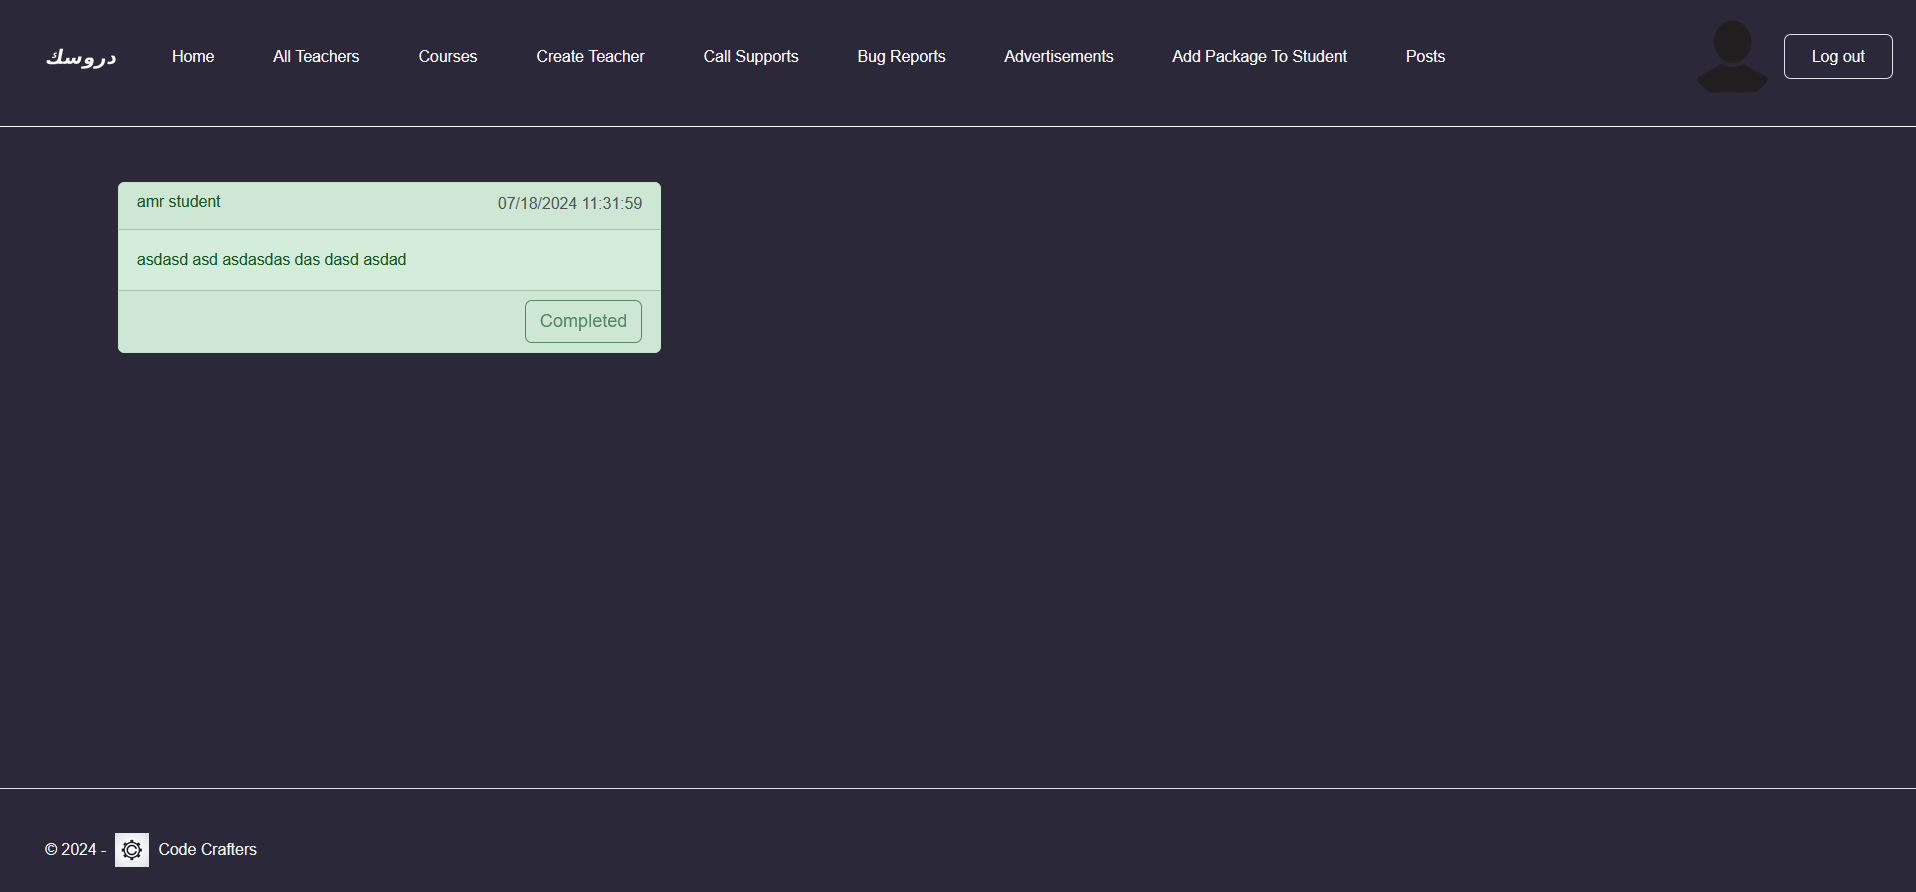 دروسك Home All Teachers Courses Create Teacher Call Supports Bug Reports Advertisements Add Package To Student Posts Log out
amr student 07/18/2024 11:31:59
asdasd asd asdasdas das dasd asdad
Completed
© 2024 - Code Crafters